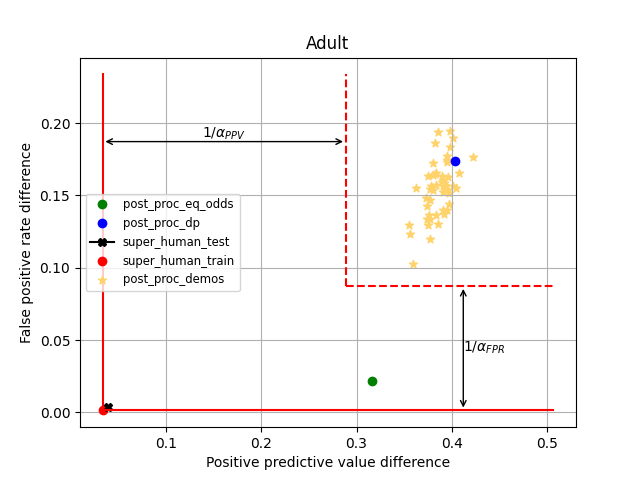 Adult
False positive rate difference
0.20
0.15
0.10
0.05
0.00
1/α_PPV
post_proc_eq_odds
post_proc_dp
super_human_test
super_human_train
post_proc_demos
1/α_FPR
0.1 0.2 0.3 0.4 0.5
Positive predictive value difference